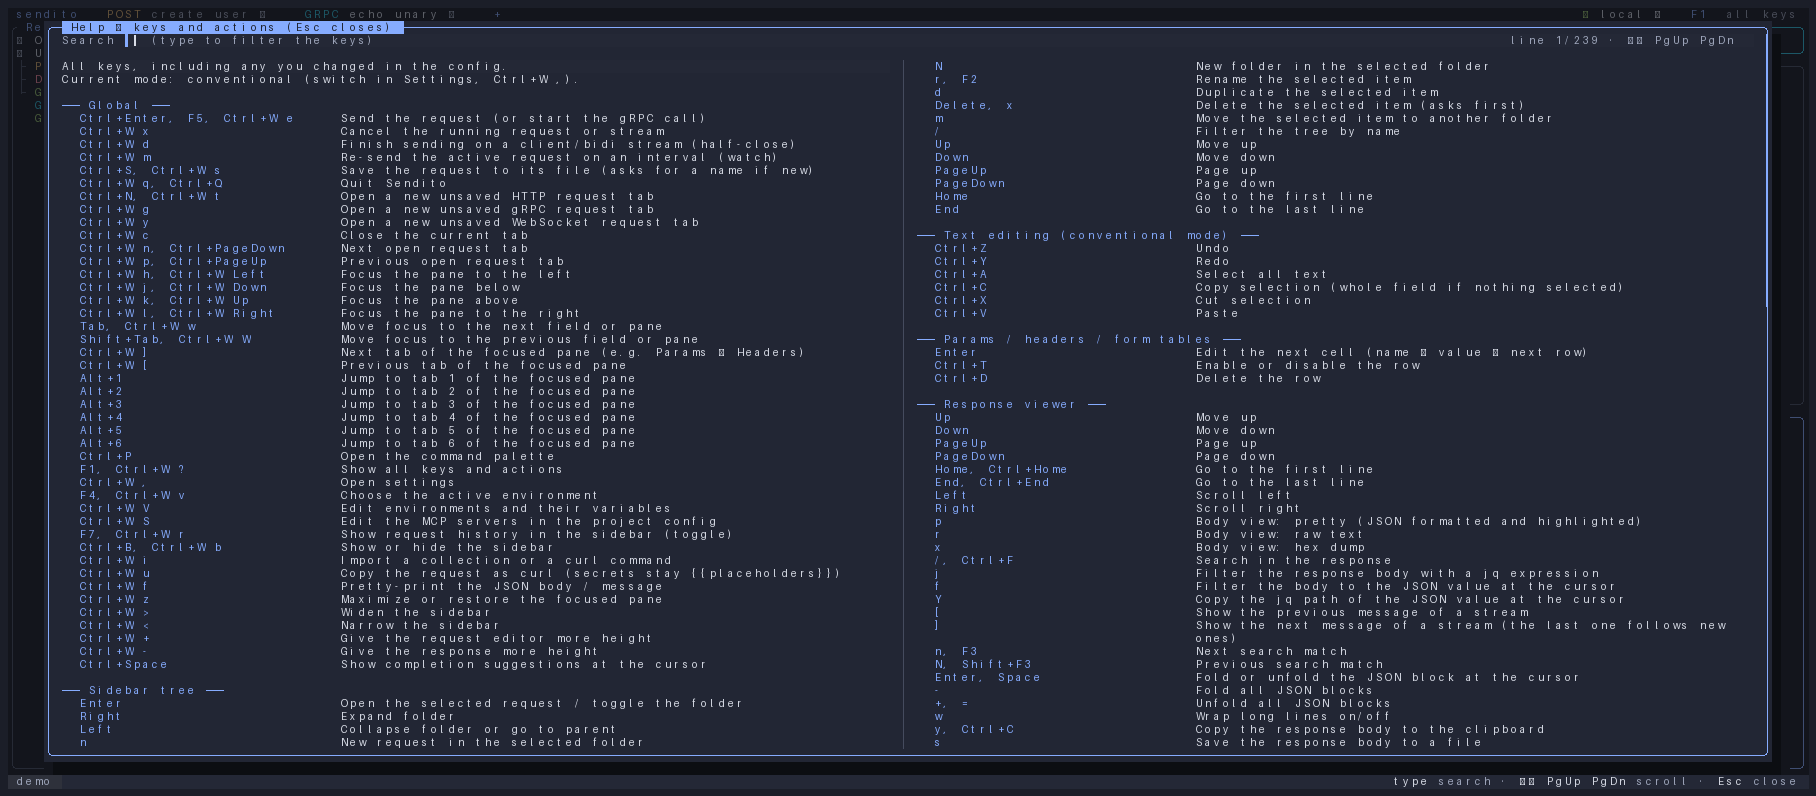 sendito POST create user GRPC echo unary + local F1 all keys
Help keys and actions (Esc closes)
Search (type to filter the keys) line 1/239 · PgUp PgDn
All keys, including any you changed in the config.
Current mode: conventional (switch in Settings, Ctrl+W ,).
Global
Ctrl+Enter, F5, Ctrl+W e Send the request (or start the gRPC call)
Ctrl+W x Cancel the running request or stream
Ctrl+W d Finish sending on a client/bidi stream (half-close)
Ctrl+W m Re-send the active request on an interval (watch)
Ctrl+S, Ctrl+W s Save the request to its file (asks for a name if new)
Ctrl+W q, Ctrl+Q Quit Sendito
Ctrl+N, Ctrl+W t Open a new unsaved HTTP request tab
Ctrl+W g Open a new unsaved gRPC request tab
Ctrl+W y Open a new unsaved WebSocket request tab
Ctrl+W c Close the current tab
Ctrl+W n, Ctrl+PageDown Next open request tab
Ctrl+W p, Ctrl+PageUp Previous open request tab
Ctrl+W h, Ctrl+W Left Focus the pane to the left
Ctrl+W j, Ctrl+W Down Focus the pane below
Ctrl+W k, Ctrl+W Up Focus the pane above
Ctrl+W l, Ctrl+W Right Focus the pane to the right
Tab, Ctrl+W w Move focus to the next field or pane
Shift+Tab, Ctrl+W W Move focus to the previous field or pane
Ctrl+W ] Next tab of the focused pane (e.g. Params Headers)
Ctrl+W [ Previous tab of the focused pane
Alt+1 Jump to tab 1 of the focused pane
Alt+2 Jump to tab 2 of the focused pane
Alt+3 Jump to tab 3 of the focused pane
Alt+4 Jump to tab 4 of the focused pane
Alt+5 Jump to tab 5 of the focused pane
Alt+6 Jump to tab 6 of the focused pane
Ctrl+P Open the command palette
F1, Ctrl+W ? Show all keys and actions
Ctrl+W , Open settings
F4, Ctrl+W v Choose the active environment
Ctrl+W V Edit environments and their variables
Ctrl+W S Edit the MCP servers in the project config
F7, Ctrl+W r Show request history in the sidebar (toggle)
Ctrl+B, Ctrl+W b Show or hide the sidebar
Ctrl+W i Import a collection or a curl command
Ctrl+W u Copy the request as curl (secrets stay {{placeholders}})
Ctrl+W f Pretty-print the JSON body / message
Ctrl+W z Maximize or restore the focused pane
Ctrl+W > Widen the sidebar
Ctrl+W < Narrow the sidebar
Ctrl+W + Give the request editor more height
Ctrl+W - Give the response more height
Ctrl+Space Show completion suggestions at the cursor
Sidebar tree
Enter Open the selected request / toggle the folder
Right Expand folder
Left Collapse folder or go to parent
n New request in the selected folder
N New folder in the selected folder
r, F2 Rename the selected item
d Duplicate the selected item
Delete, x Delete the selected item (asks first)
m Move the selected item to another folder
/ Filter the tree by name
Up Move up
Down Move down
PageUp Page up
PageDown Page down
Home Go to the first line
End Go to the last line
Text editing (conventional mode)
Ctrl+Z Undo
Ctrl+Y Redo
Ctrl+A Select all text
Ctrl+C Copy selection (whole field if nothing selected)
Ctrl+X Cut selection
Ctrl+V Paste
Params / headers / form tables
Enter Edit the next cell (name value next row)
Ctrl+T Enable or disable the row
Ctrl+D Delete the row
Response viewer
Up Move up
Down Move down
PageUp Page up
PageDown Page down
Home, Ctrl+Home Go to the first line
End, Ctrl+End Go to the last line
Left Scroll left
Right Scroll right
p Body view: pretty (JSON formatted and highlighted)
r Body view: raw text
x Body view: hex dump
/, Ctrl+F Search in the response
j Filter the response body with a jq expression
f Filter the body to the JSON value at the cursor
Y Copy the jq path of the JSON value at the cursor
[ Show the previous message of a stream
] Show the next message of a stream (the last one follows new
ones)
n, F3 Next search match
N, Shift+F3 Previous search match
Enter, Space Fold or unfold the JSON block at the cursor
- Fold all JSON blocks
+, = Unfold all JSON blocks
w Wrap long lines on/off
y, Ctrl+C Copy the response body to the clipboard
s Save the response body to a file
demo type search · PgUp PgDn scroll · Esc close